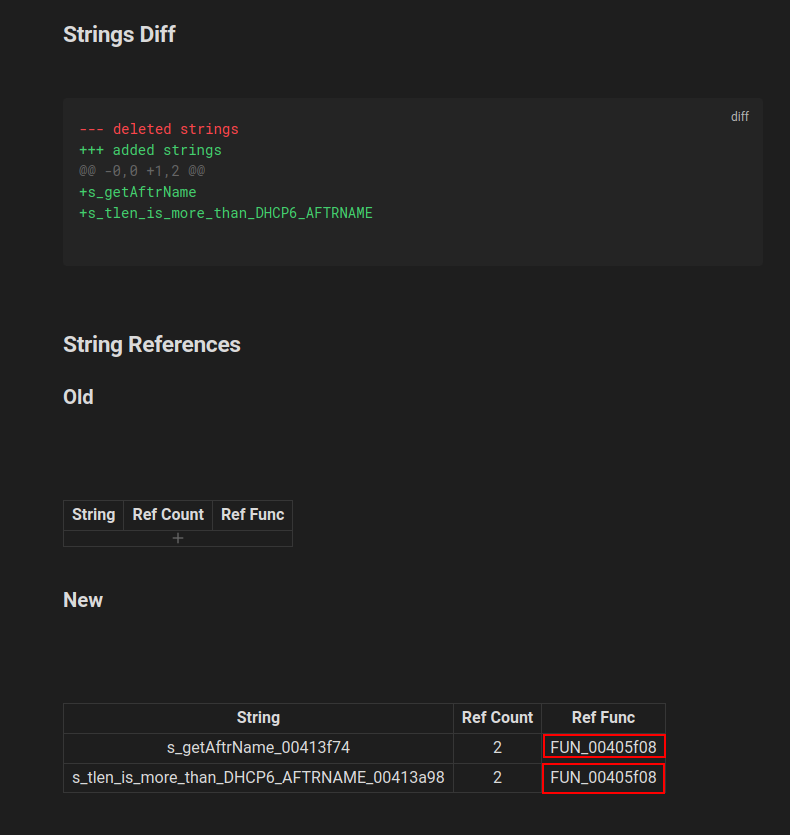 Strings Diff
diff
--- deleted strings
+++ added strings
@@ -0,0 +1,2 @@
+s_getAftrName
+s_tlen_is_more_than_DHCP6_AFTRNAME
String References
Old
String Ref Count Ref Func
+
New
String Ref Count Ref Func
s_getAftrName_00413f74 2 FUN_00405f08
s_tlen_is_more_than_DHCP6_AFTRNAME_00413a98 2 FUN_00405f08